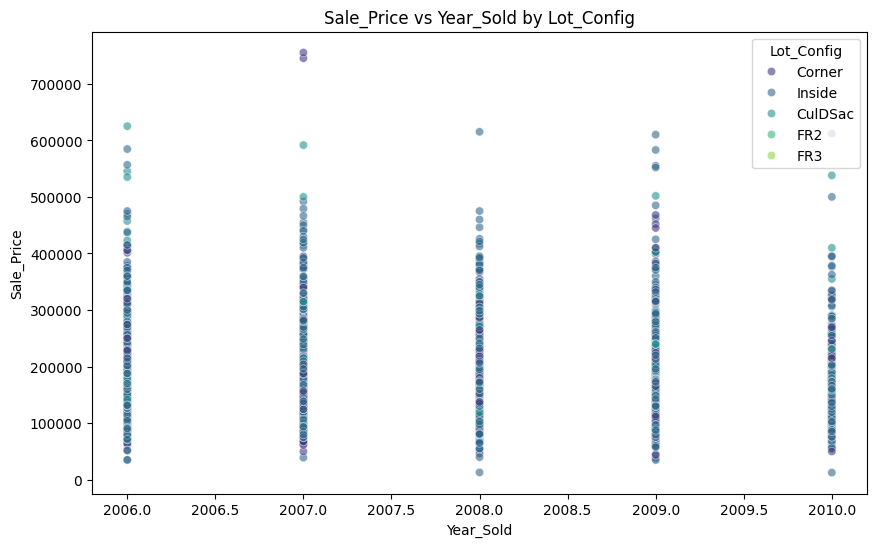 Sale_Price vs Year_Sold by Lot_Config
Lot_Config
Corner
Inside
CulDSac
FR2
FR3
Sale_Price
700000
600000
500000
400000
300000
200000
100000
0
2006.0 2006.5 2007.0 2007.5 2008.0 2008.5 2009.0 2009.5 2010.0
Year_Sold